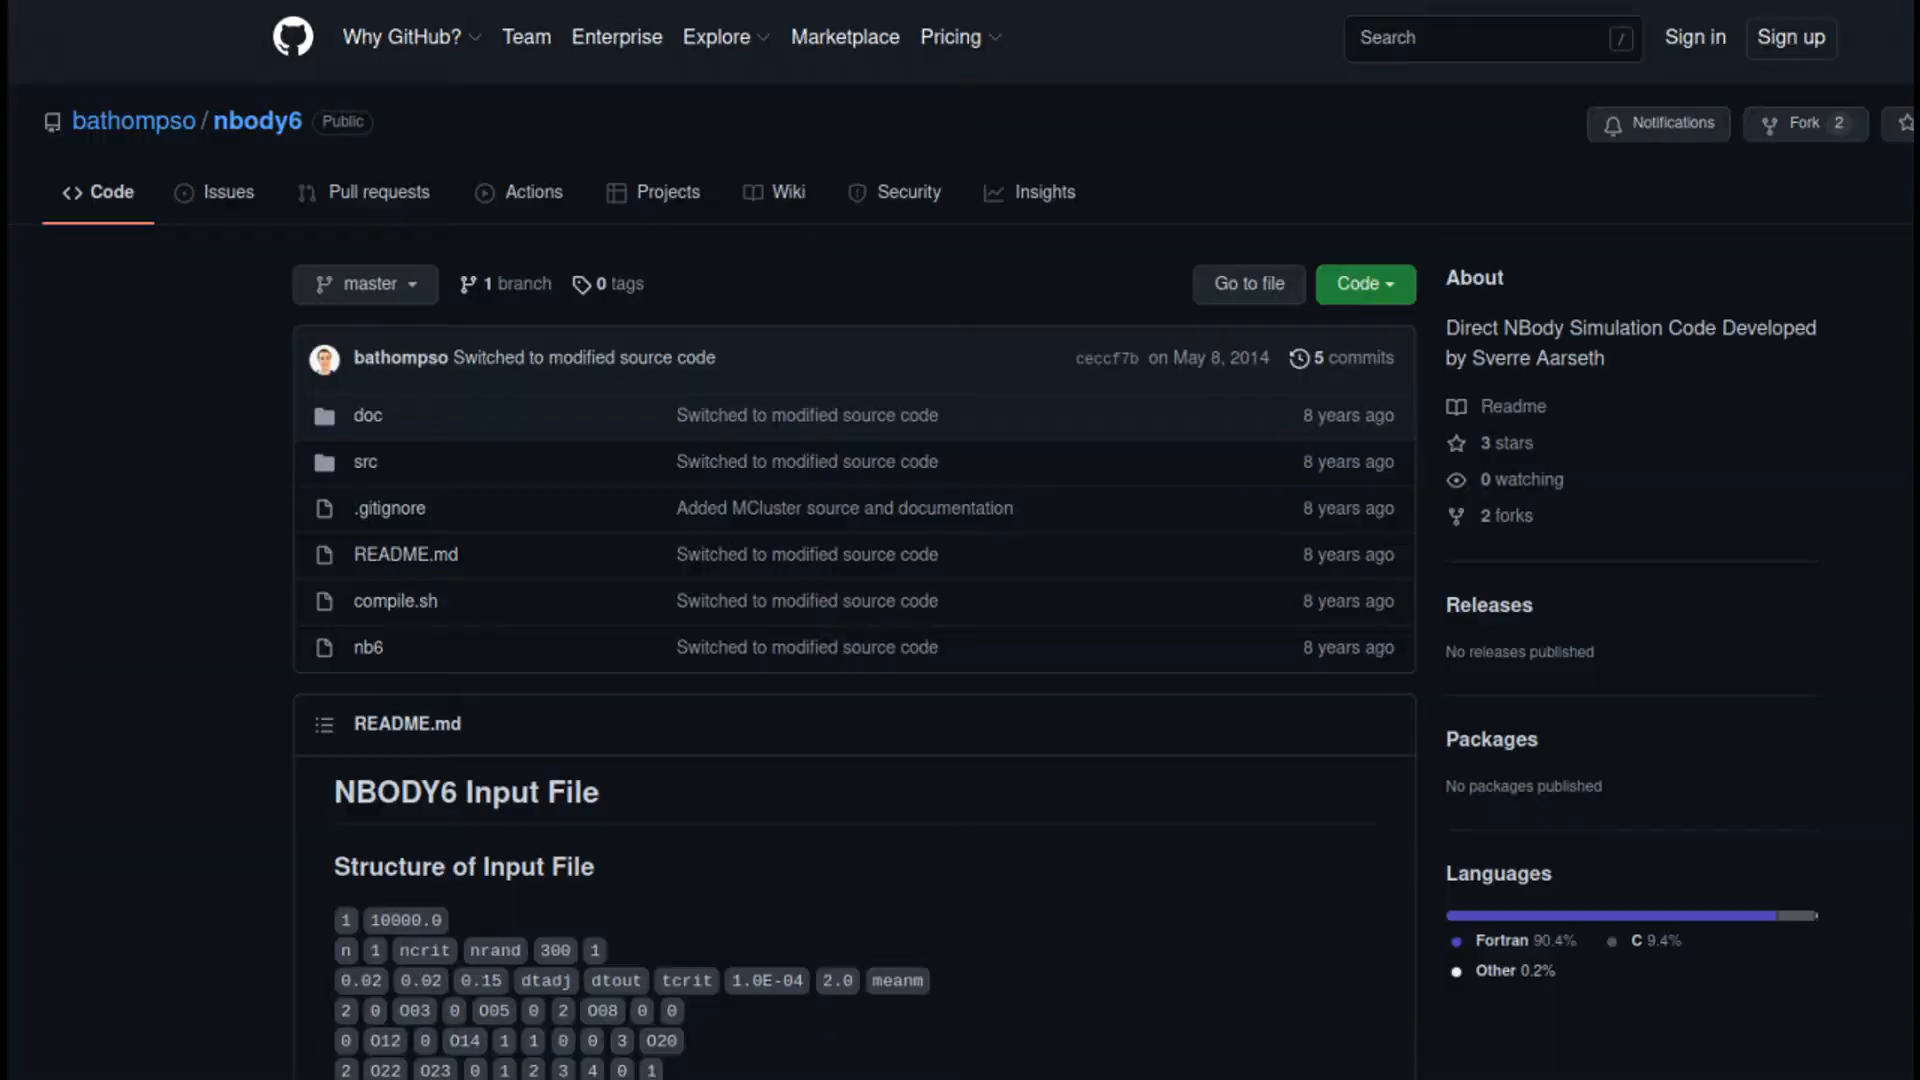 Why GitHub? Team Enterprise Explore Marketplace Pricing Search / Sign in Sign up
bathompso / nbody6 Public Notifications Fork 2
Code Issues Pull requests Actions Projects Wiki Security Insights
master 1 branch 0 tags Go to file Code
bathompso Switched to modified source code ceccf7b on May 8, 2014 5 commits
doc Switched to modified source code 8 years ago
src Switched to modified source code 8 years ago
.gitignore Added MCluster source and documentation 8 years ago
README.md Switched to modified source code 8 years ago
compile.sh Switched to modified source code 8 years ago
nb6 Switched to modified source code 8 years ago
README.md
NBODY6 Input File
Structure of Input File
1 10000.0
n 1 ncrit nrand 300 1
0.02 0.02 0.15 dtadj dtout tcrit 1.0E-04 2.0 meanm
2 0 O03 0 O05 0 2 O08 0 0
0 O12 0 O14 1 1 0 0 3 O20
2 O22 O23 0 1 2 3 4 0 1
About
Direct NBody Simulation Code Developed
by Sverre Aarseth
Readme
3 stars
0 watching
2 forks
Releases
No releases published
Packages
No packages published
Languages
Fortran 90.4% C 9.4%
Other 0.2%